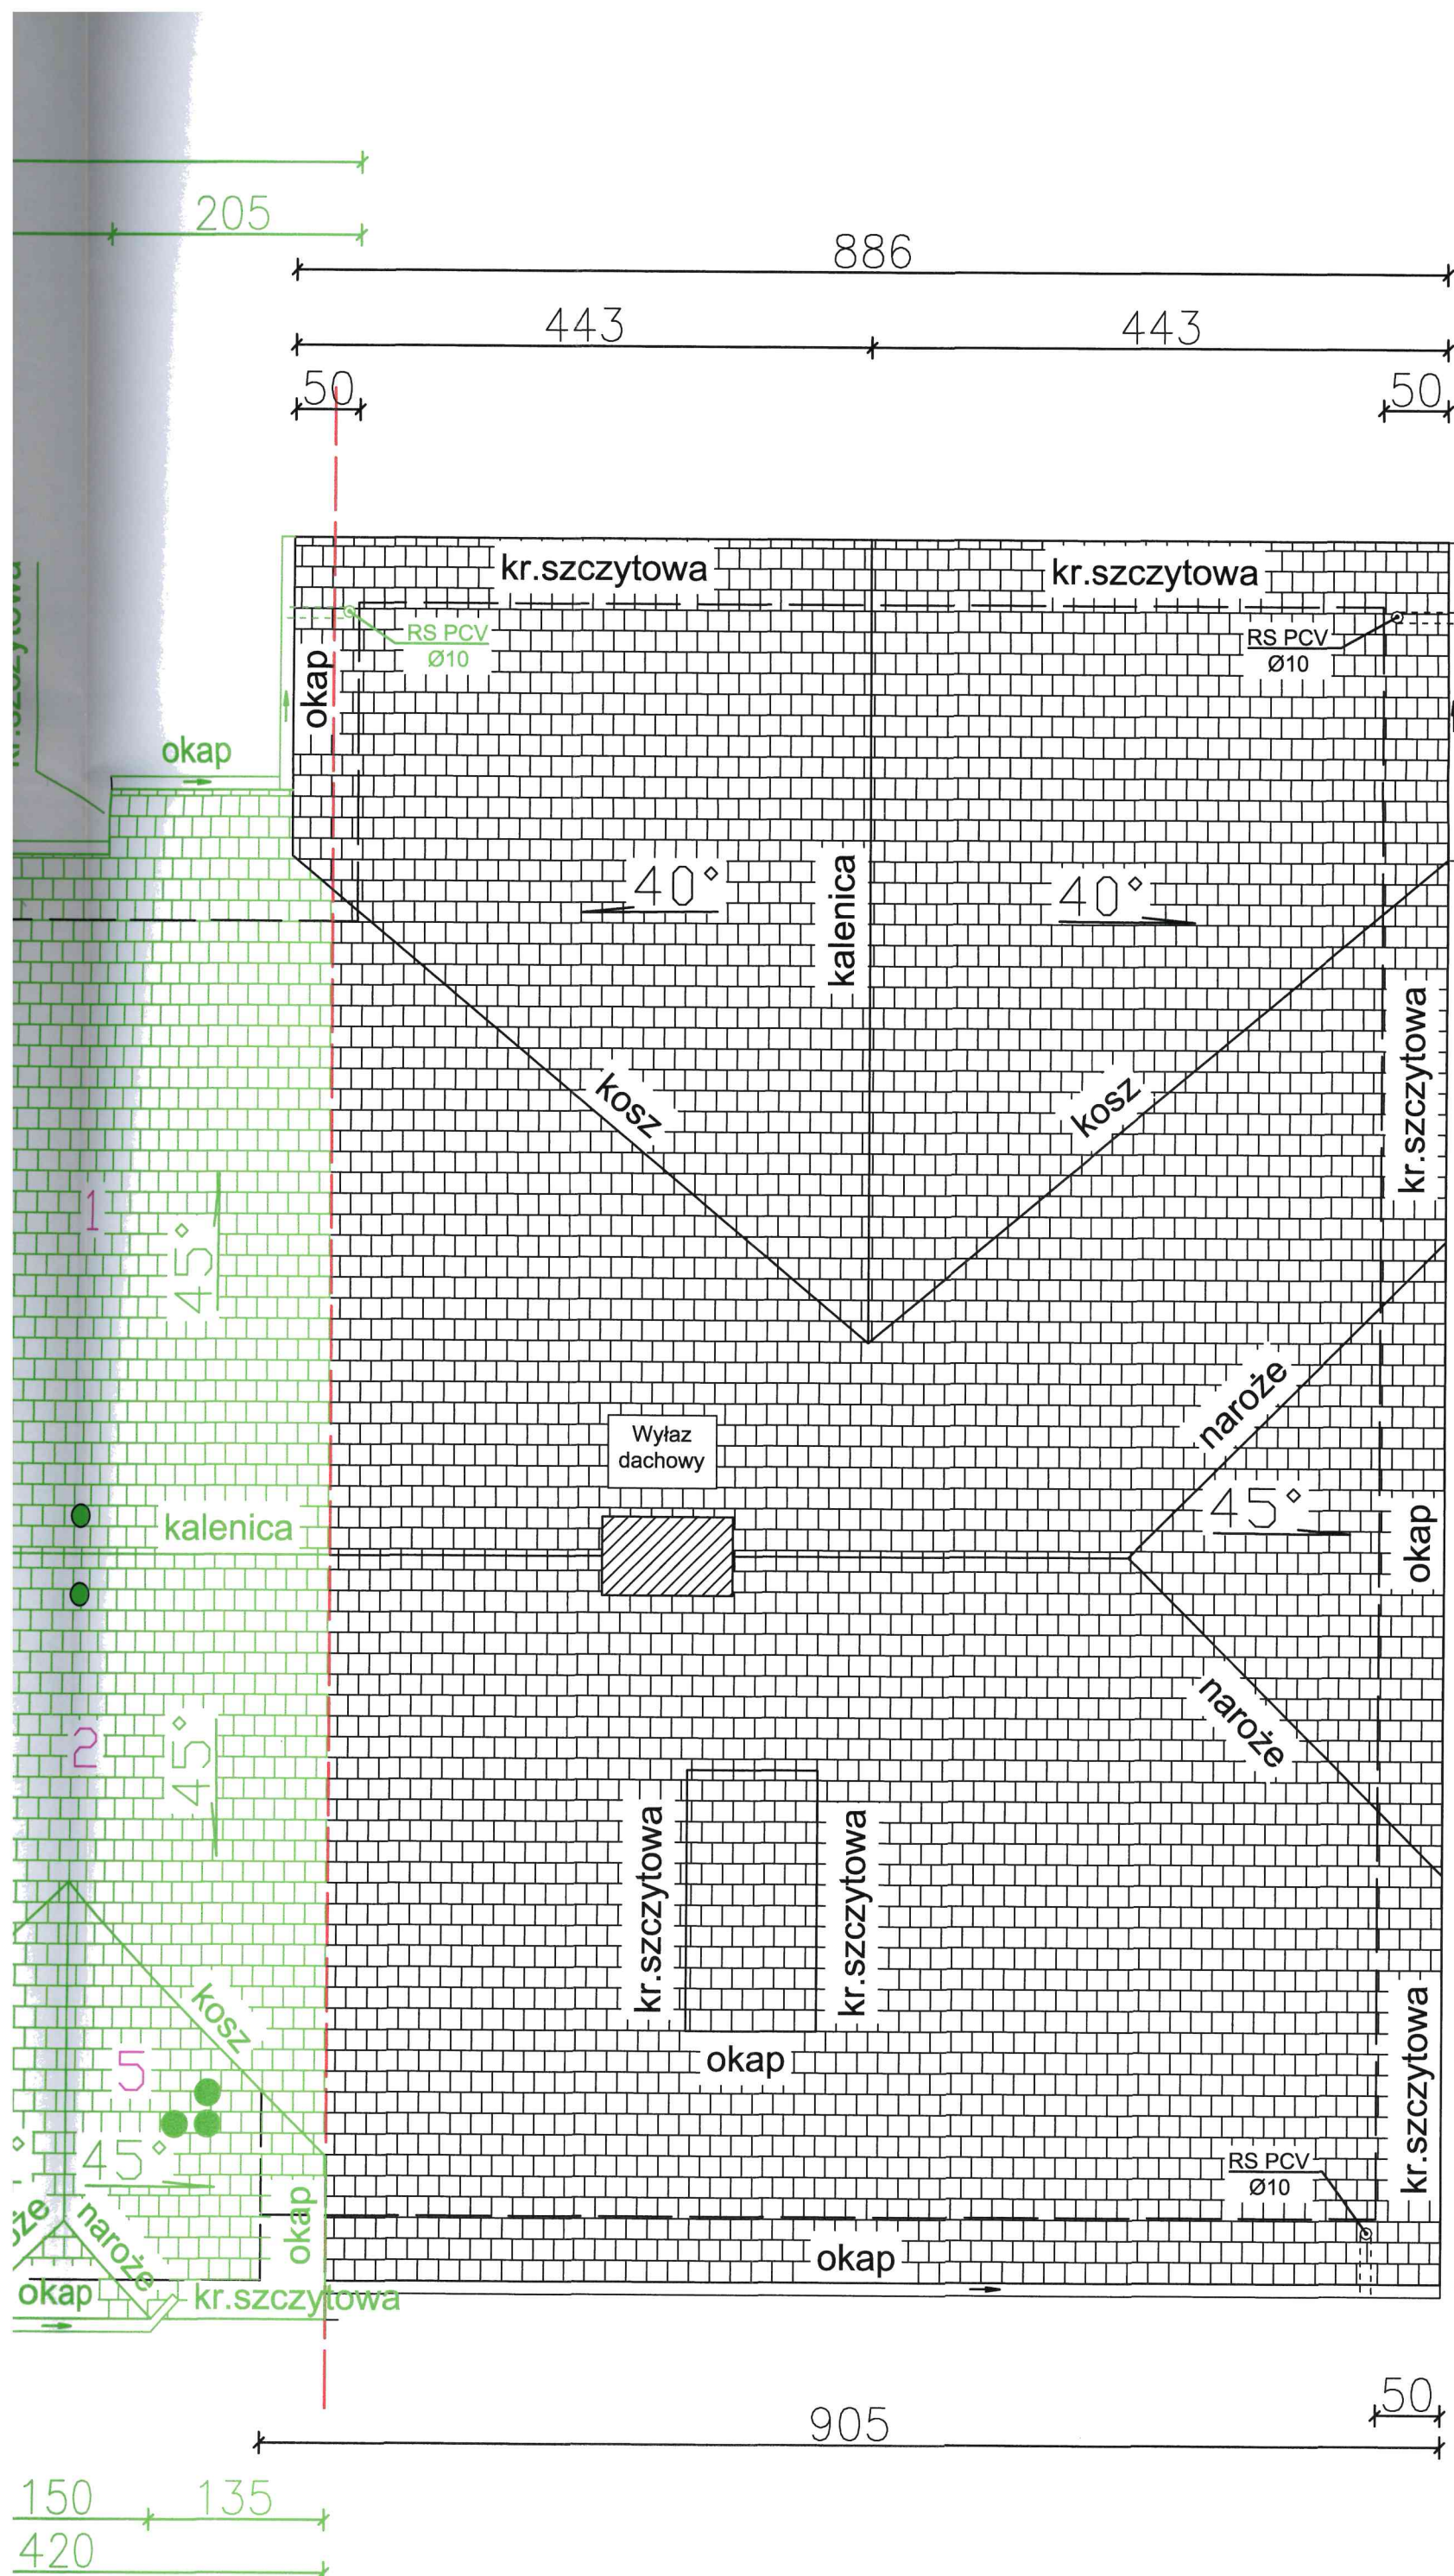 205
886
443
443
50
50
kr.szczytowa
kr.szczytowa
RS PCV
Ø10
RS PCV
Ø10
kr.szczytowa
okap
okap
40°
40°
kalenica
kr.szczytowa
kosz
kosz
1
45°
naroże
Wyłaz
dachowy
45°
okap
kalenica
naroże
2
45°
kr.szczytowa
kr.szczytowa
kosz
5
okap
kr.szczytowa
45°
RS PCV
Ø10
naroże
okap
okap
okap
kr.szczytowa
50
905
150
135
420